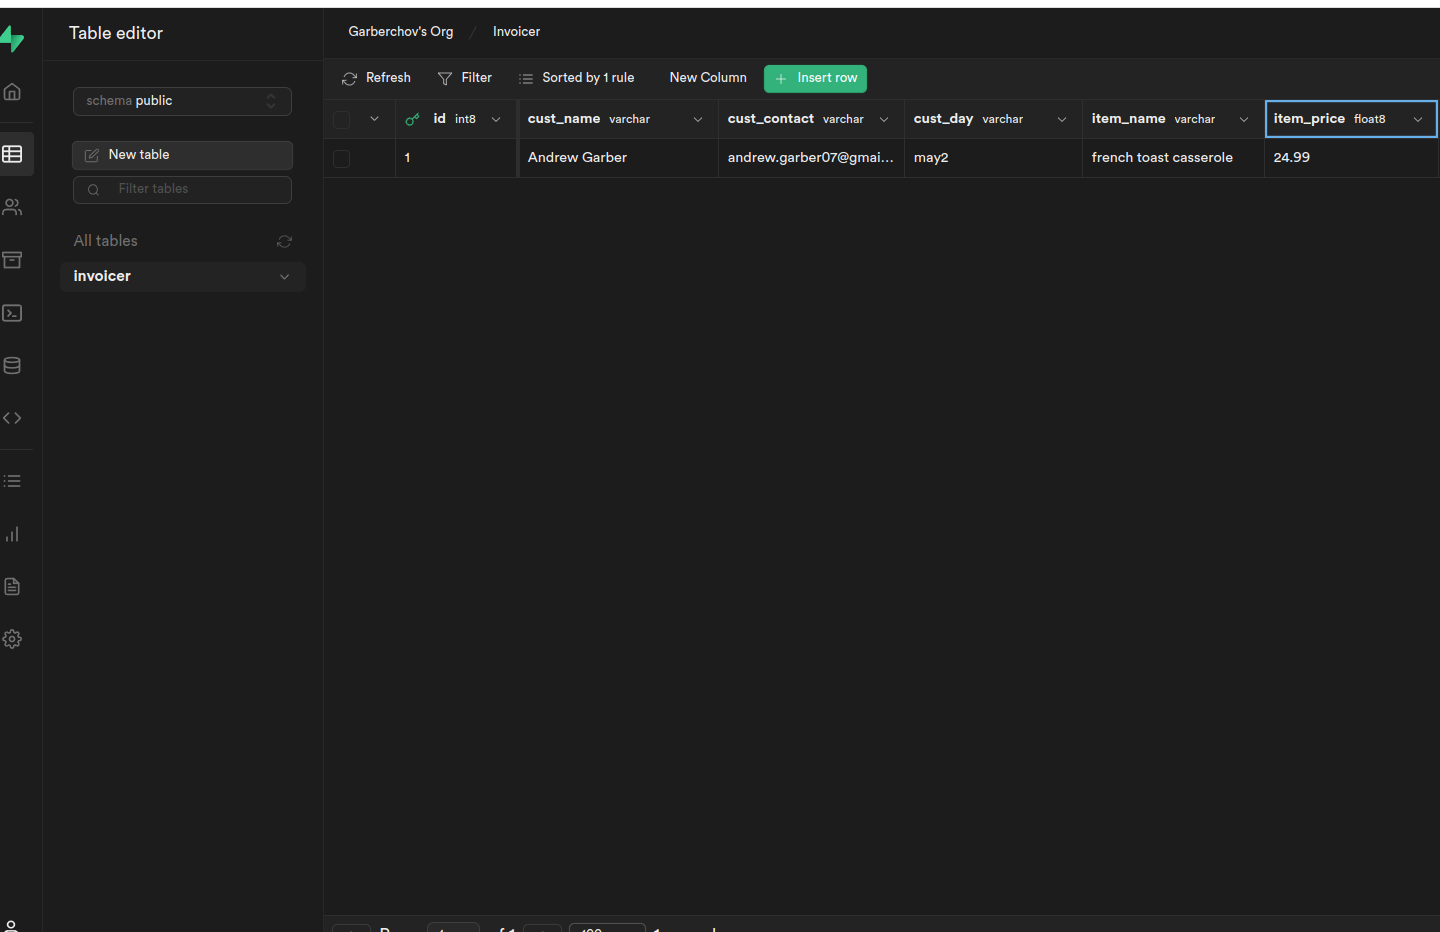 Table editor
Garberchov's Org / Invoicer
Refresh Filter Sorted by 1 rule New Column + Insert row
schema public
New table
Filter tables
All tables
invoicer
id int8 cust_name varchar cust_contact varchar cust_day varchar item_name varchar item_price float8
1 Andrew Garber andrew.garber07@gmai... may2 french toast casserole 24.99